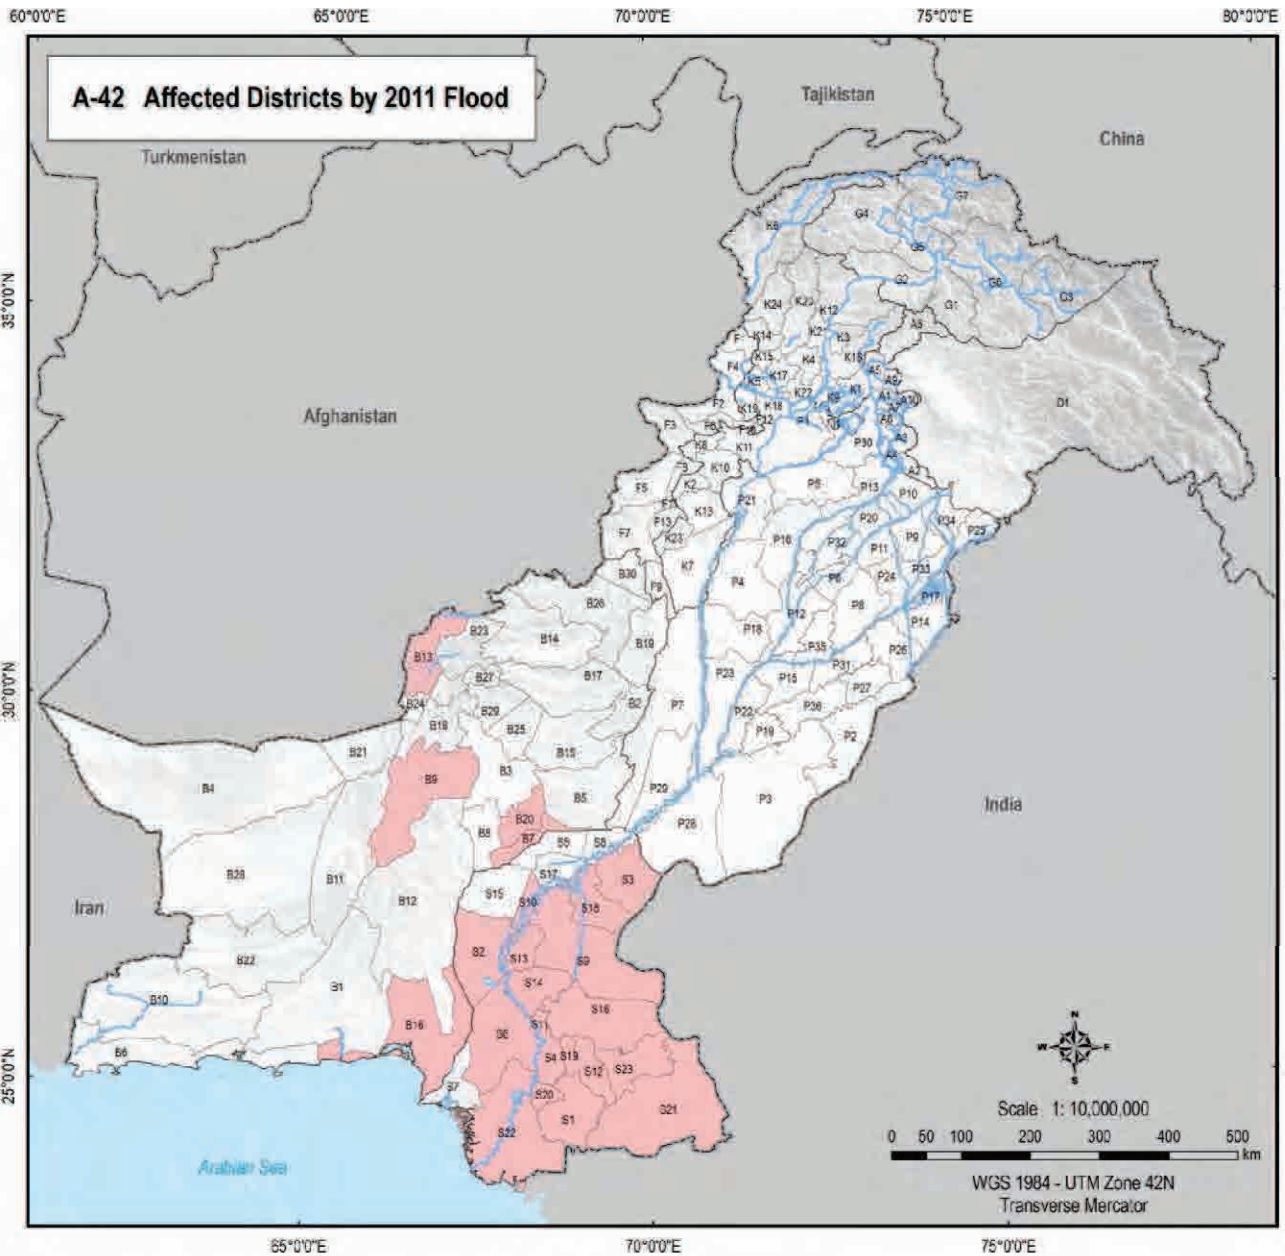 60°0'0"E 65°0'0"E 70°0'0"E 75°0'0"E 80°0'0"E
A-42 Affected Districts by 2011 Flood
Tajikistan
China
Turkmenistan
G7
G4
K6
G5
35°0'0"N
G2
G6
G3
K24
K12
G1
K14
K3
K15
K4
K16
F4
K17
Afghanistan
D1
F2
K18
F3
K11
P30
K10
F5
K2
P5
P13
P10
P21
K13
F13
P20
P34
P25
F7
K23
P16
P32
P11
P9
B30
K7
P4
P6
P24
P33
F9
B26
P12
P8
P17
B23
B14
B19
P18
P14
B13
P35
P26
B27
B17
P23
P15
P31
P27
30°0'0"N
B24
B29
B2
P7
P22
P36
B18
B25
P19
P2
B21
B15
B9
B3
B4
B5
P29
P3
India
B20
P28
B8
B7
S8
B28
B11
S17
S3
Iran
B12
S15
S10
S18
B22
S2
S13
S9
S14
B10
B1
S16
B16
S6
S11
N
W E
S
B6
S4 S19
S12 S23
25°0'0"N
S7
S20
S21
S1
S22
Scale 1: 10,000,000
0 50 100 200 300 400 500
km
Arabian Sea
WGS 1984 - UTM Zone 42N
Transverse Mercator
65°0'0"E 70°0'0"E 75°0'0"E